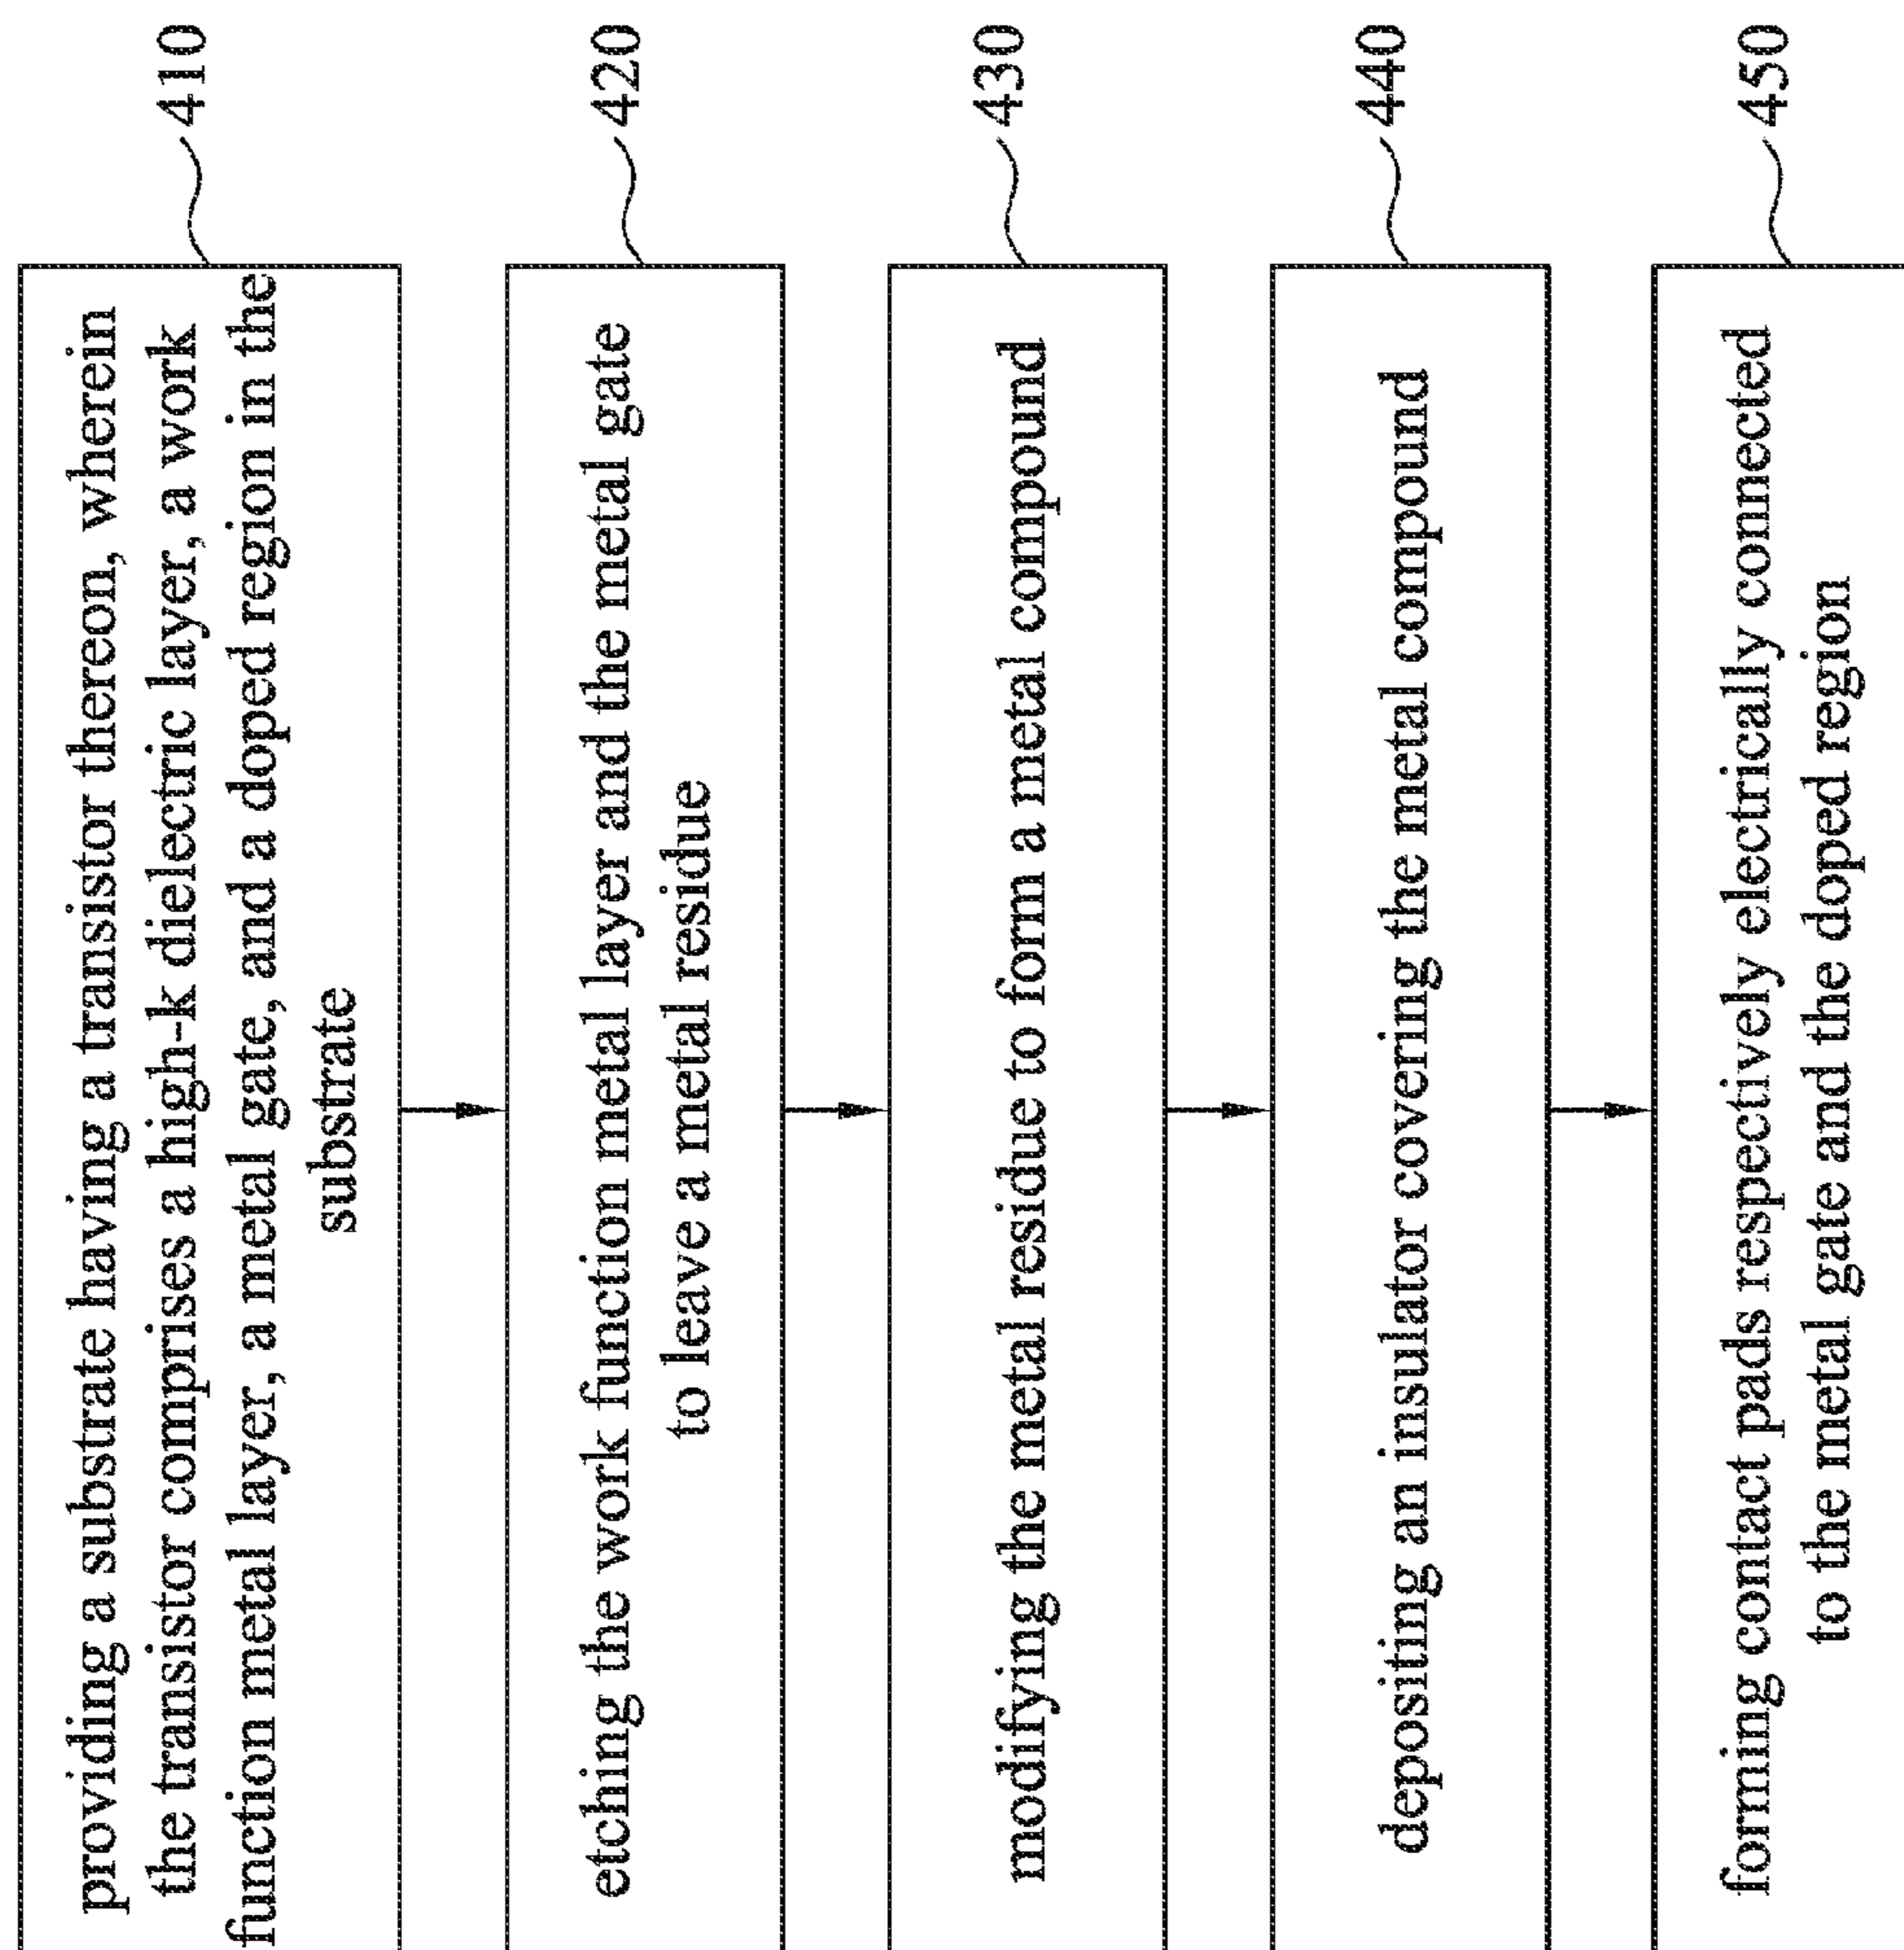 providing a substrate having a transistor thereon, wherein
the transistor comprises a high-k dielectric layer, a work
function metal layer, a metal gate, and a doped region in the
substrate
410
etching the work function metal layer and the metal gate
to leave a metal residue
420
modifying the metal residue to form a metal compound
430
depositing an insulator covering the metal compound
440
forming contact pads respectively electrically connected
to the metal gate and the doped region
450